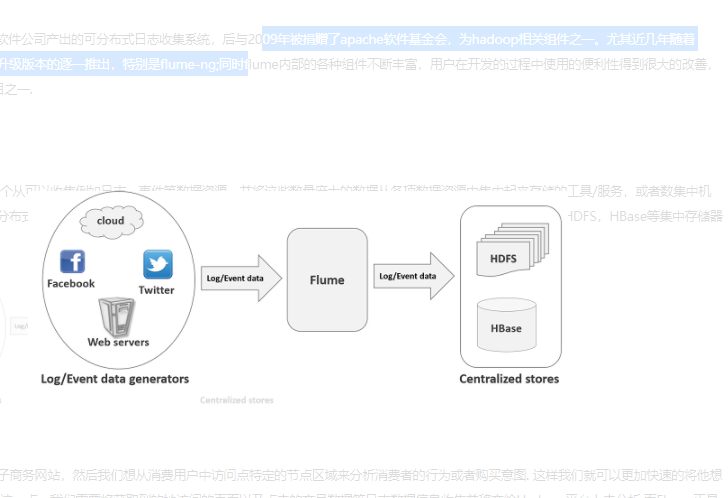 软件公司产出的可分布式日志收集系统，后与2009年被捐赠了apache软件基金会，为hadoop相关组件之一。尤其近几年随着
升级版本的逐一推出，特别是flume-ng;同时flume内部的各种组件不断丰富，用户在开发的过程中使用的便利性得到很大的改善，
目之一.
个从可以收集例如日志，事件等数据资源，并将这些数量庞大的数据从各项数据资源中集中起来存储的工具/服务，或者数集中机
分布式
HDFS，HBase等集中存储器
cloud
Facebook
Twitter
Web servers
Log/Event data
Flume
Log/Event data
HDFS
HBase
Log/Event data generators
Centralized stores
Centralized stores
子商务网站，然后我们想从消费用户中访问点特定的节点区域来分析消费者的行为或者购买意图. 这样我们就可以更加快速的将他想